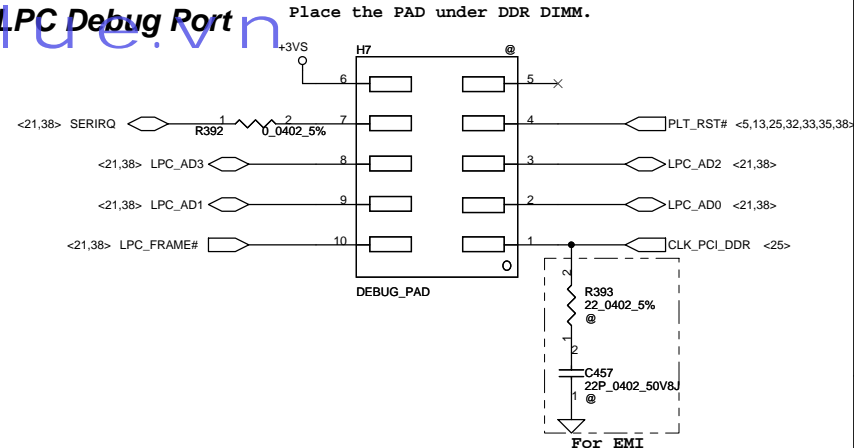 LPC Debug Port
lue.vn
Place the PAD under DDR DIMM.
+3VS
H7
@
6
5
<21,38> SERIRQ
1
2
R392
0_0402_5%
7
4
PLT_RST# <5,13,25,32,33,35,38>
<21,38> LPC_AD3
8
3
LPC_AD2 <21,38>
<21,38> LPC_AD1
9
2
LPC_AD0 <21,38>
<21,38> LPC_FRAME#
10
1
CLK_PCI_DDR <25>
DEBUG_PAD
2
R393
22_0402_5%
@
1
2
C457
22P_0402_50V8J
@
1
For EMI